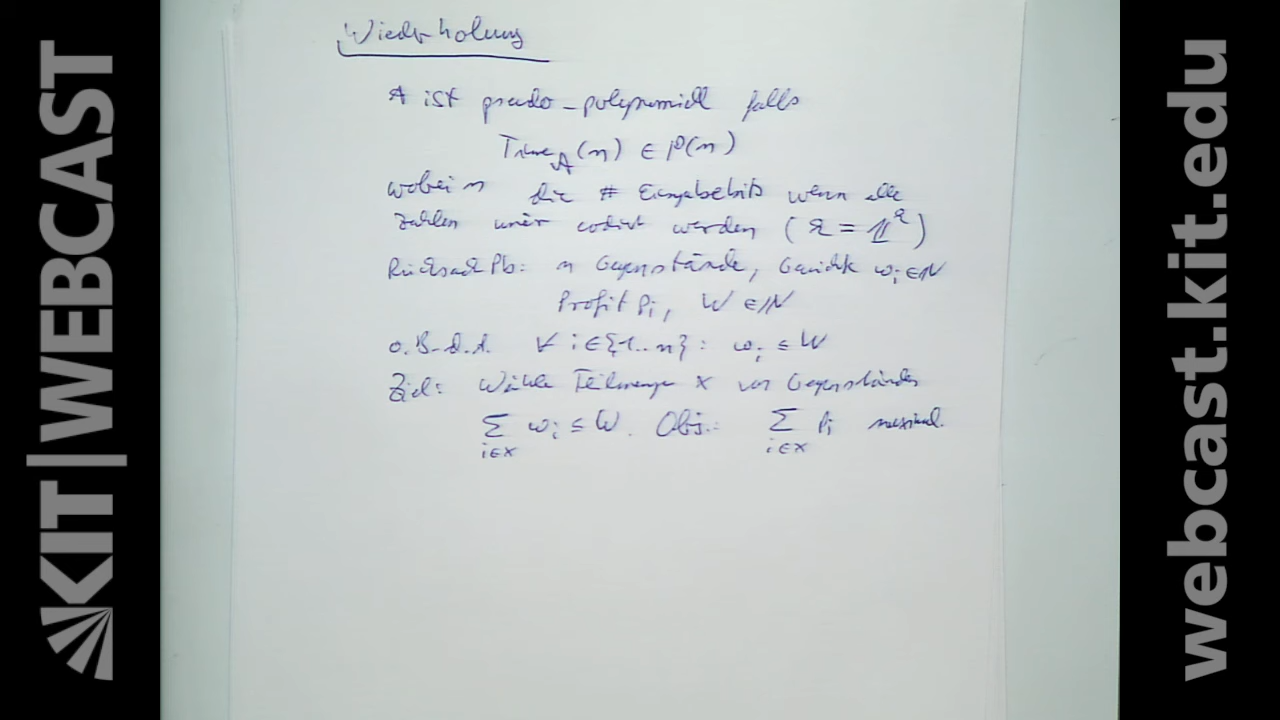 KIT | WEBCAST
Wiederholung
A ist pseudo-polynomiell falls
Time_A(n) ∈ P(n)
wobei n die # Eingabebits wenn alle
Zahlen unär codiert werden (k = 1^k)
Rucksack Pb: n Gegenstände, Gewicht w_i ∈ ℕ
Profit P_i, W ∈ ℕ
o.B.d.A. ∀ i ∈ {1..n}: w_i ≤ W
Ziel: Wähle Teilmenge x von Gegenständen
∑_{i∈x} w_i ≤ W. Obj.: ∑_{i∈x} P_i maximal.
webcast.kit.edu